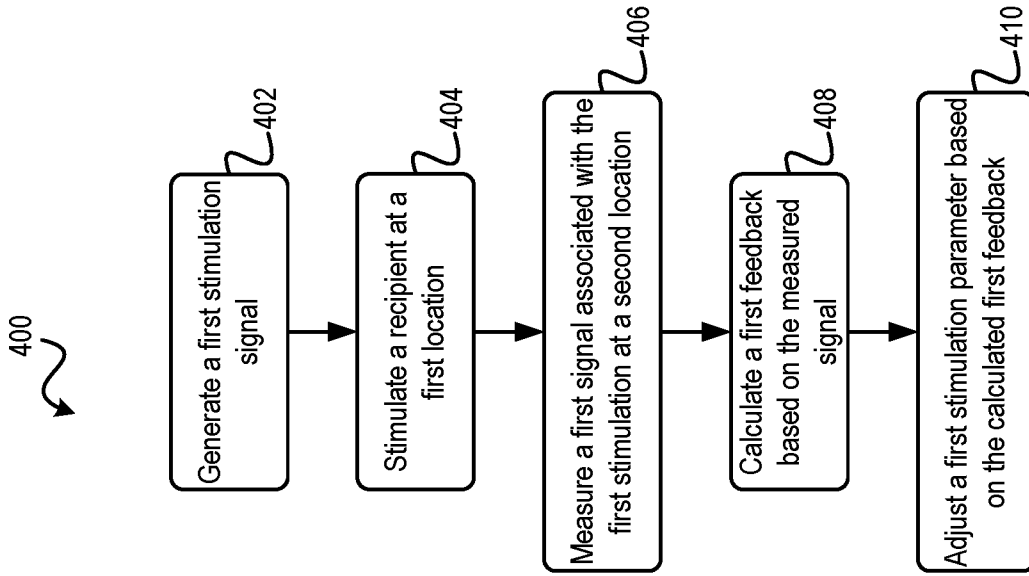 400
Generate a first stimulation
signal
402
Stimulate a recipient at a
first location
404
Measure a first signal associated with the
first stimulation at a second location
406
Calculate a first feedback
based on the measured
signal
408
Adjust a first stimulation parameter based
on the calculated first feedback
410